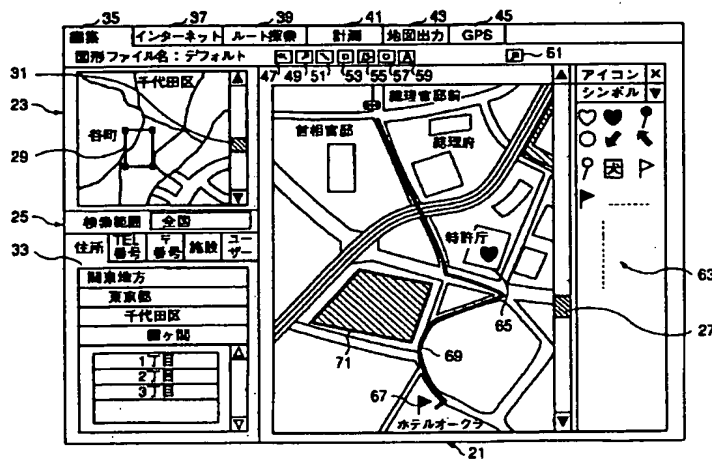 35 37 39 41 43 45
編集 インターネット ルート探索 計測 地図出力 GPS
図形ファイル名:デフォルト
61
47 49 51 53 55 57 59
31
23
29
千代田区
谷町
25
検索範囲 全国
住所 TEL番号 〒番号 施設 ユーザー
33
関東地方
東京都
千代田区
霞ヶ関
1丁目
2丁目
3丁目
総理官邸前
首相官邸
総理府
特許庁
71
69
65
67
ホテルオークラ
アイコン ×
シンボル ▼
犬
63
27
21